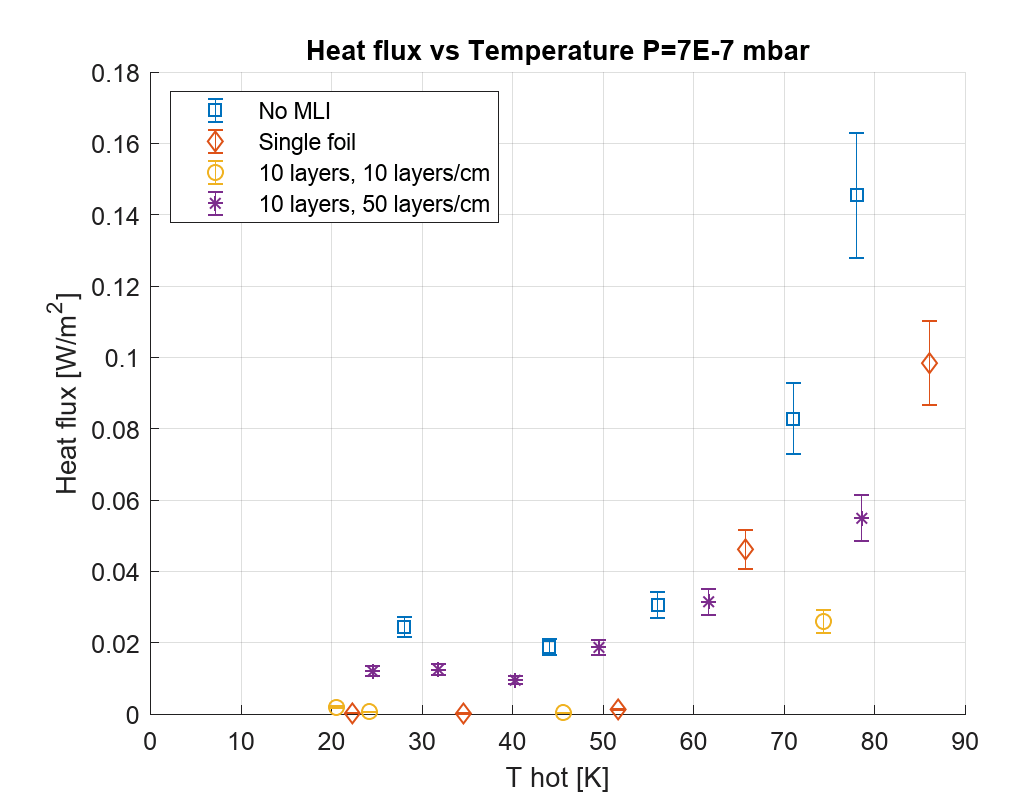 Heat flux vs Temperature P=7E-7 mbar
No MLI
Single foil
10 layers, 10 layers/cm
10 layers, 50 layers/cm
Heat flux [W/m²]
0.18
0.16
0.14
0.12
0.1
0.08
0.06
0.04
0.02
0
0 10 20 30 40 50 60 70 80 90
T hot [K]